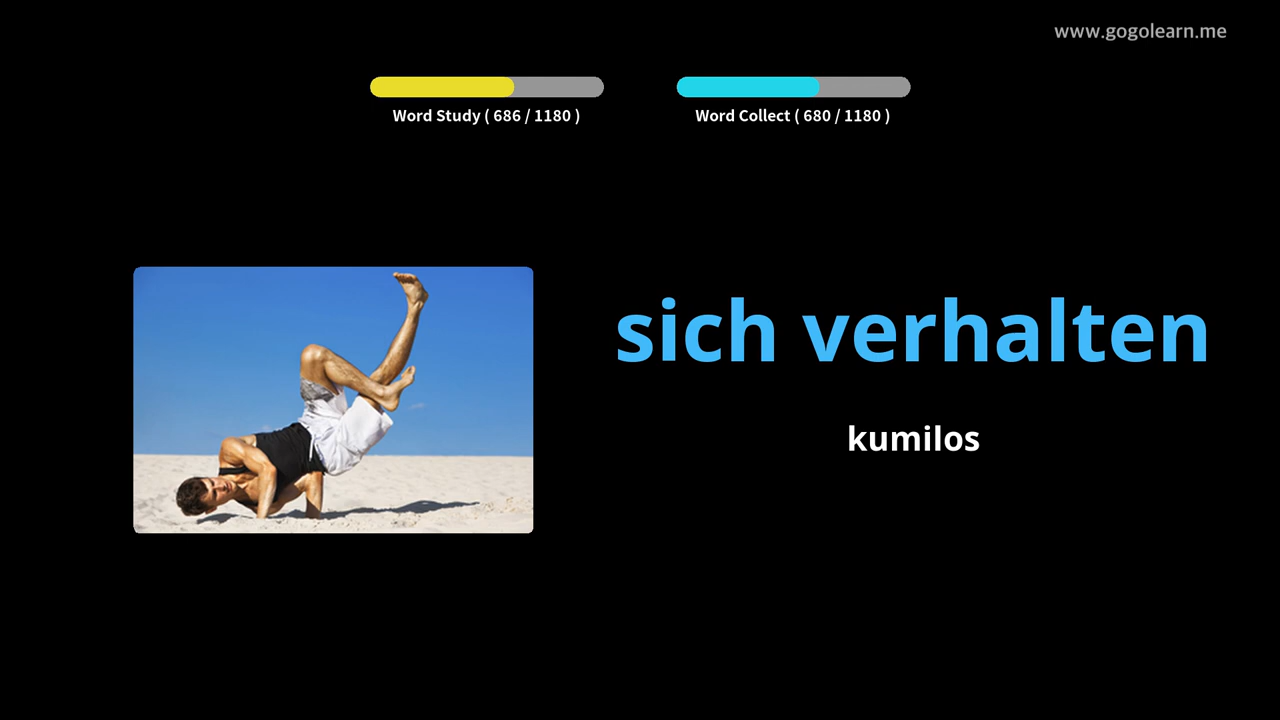 www.gogolearn.me
Word Study ( 686 / 1180 )
Word Collect ( 680 / 1180 )
sich verhalten
kumilos